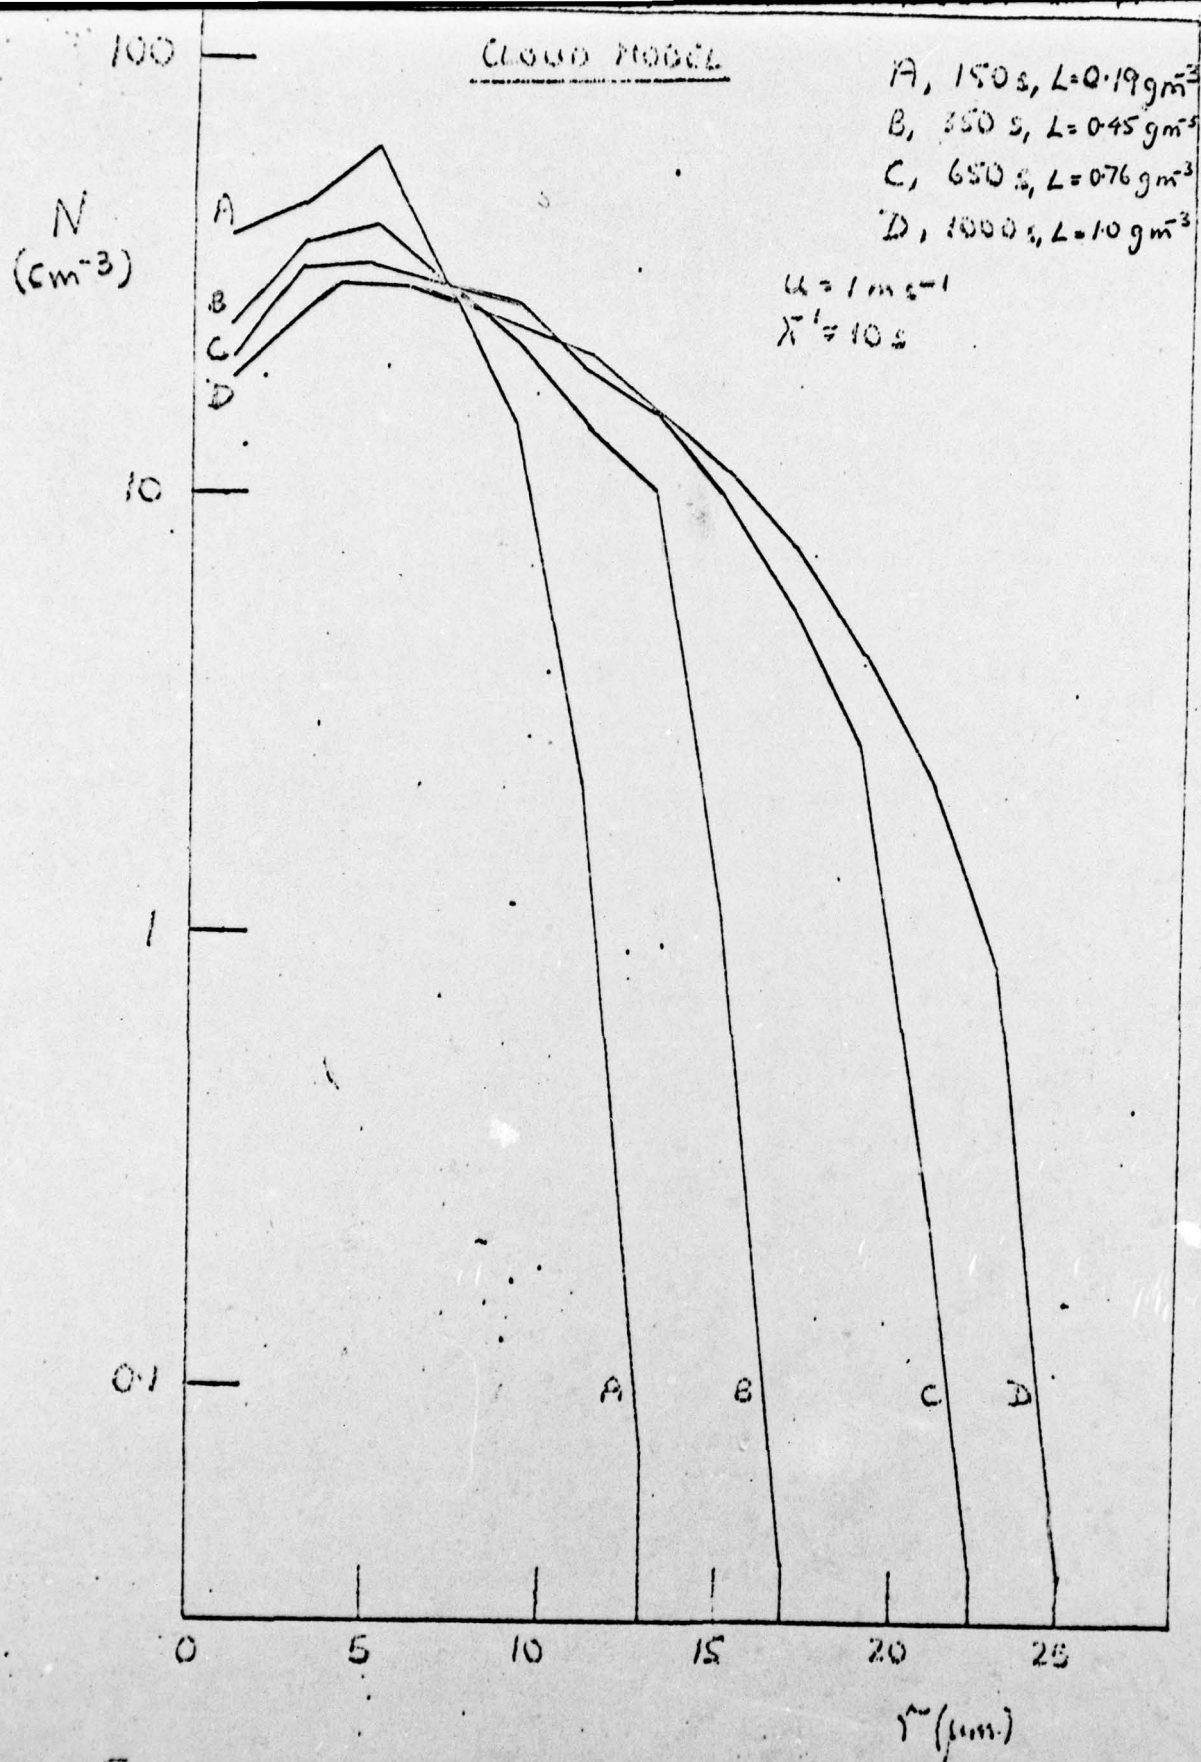 CLOUD MODEL
A, 150 s, L=0.19 gm⁻³
B, 350 s, L=0.45 gm⁻³
C, 650 s, L=0.76 gm⁻³
D, 1000 s, L=1.0 gm⁻³
u = 1 m s⁻¹
= 10 s
N
(cm⁻³)
100
10
1
0.1
A
B
C
D
A
B
C
D
0
5
10
15
20
25
r (μm)